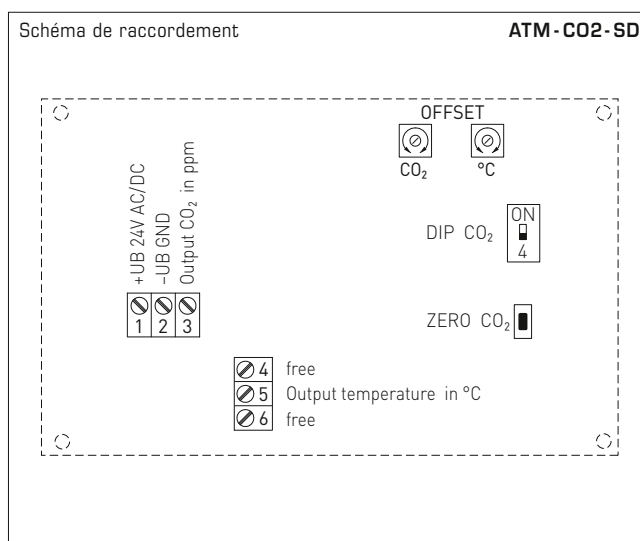 Schéma de raccordement
ATM-CO2-SD
OFFSET
CO₂
°C
+UB 24V AC/DC
-UB GND
Output CO₂ in ppm
1
2
3
DIP CO₂
ON
4
ZERO CO₂
4 free
5 Output temperature in °C
6 free